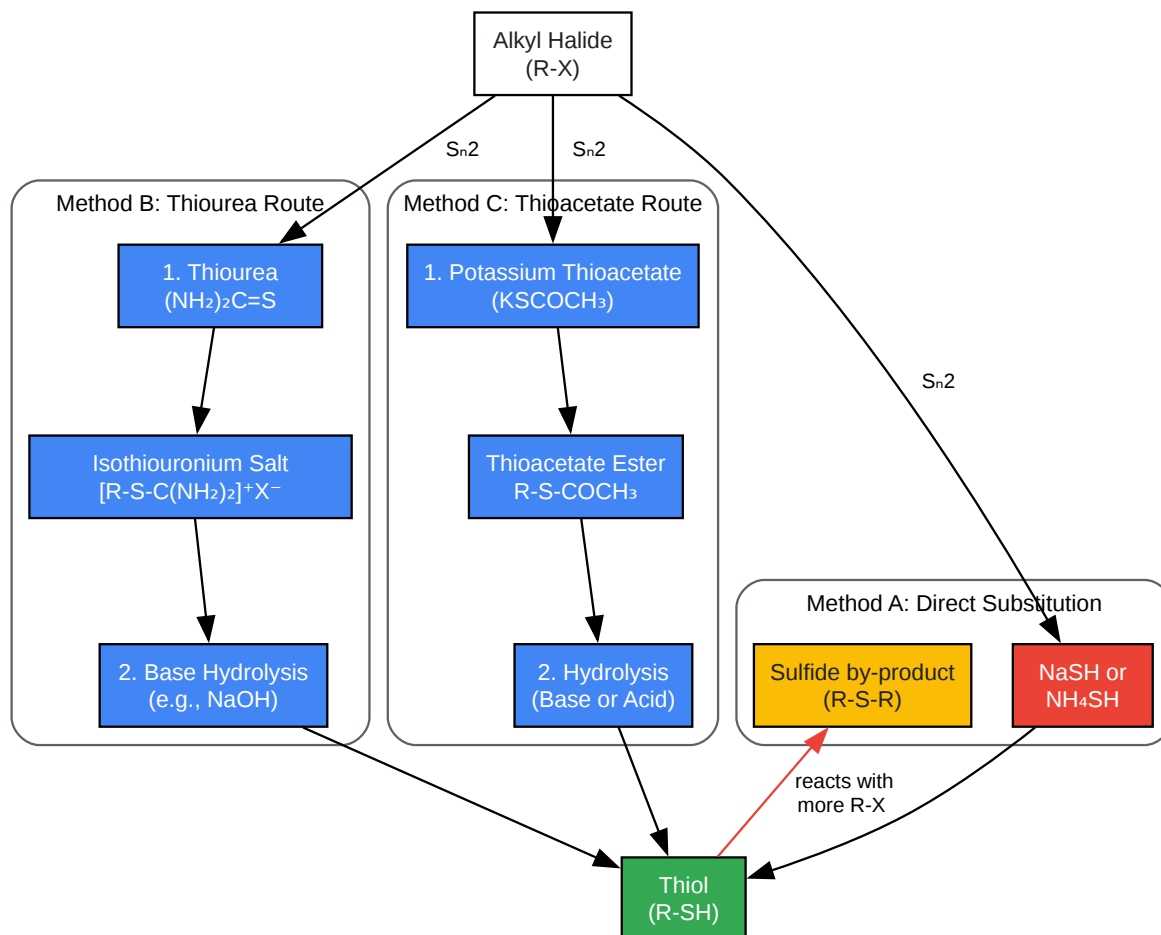 Alkyl Halide
(R-X)
Sₙ2
Sₙ2
Method B: Thiourea Route
Method C: Thioacetate Route
1. Thiourea
(NH₂)₂C=S
1. Potassium Thioacetate
(KSCOCH₃)
Sₙ2
Isothiouronium Salt
[R-S-C(NH₂)₂]⁺X⁻
Thioacetate Ester
R-S-COCH₃
Method A: Direct Substitution
2. Base Hydrolysis
(e.g., NaOH)
2. Hydrolysis
(Base or Acid)
Sulfide by-product
(R-S-R)
NaSH or
NH₄SH
reacts with
more R-X
Thiol
(R-SH)